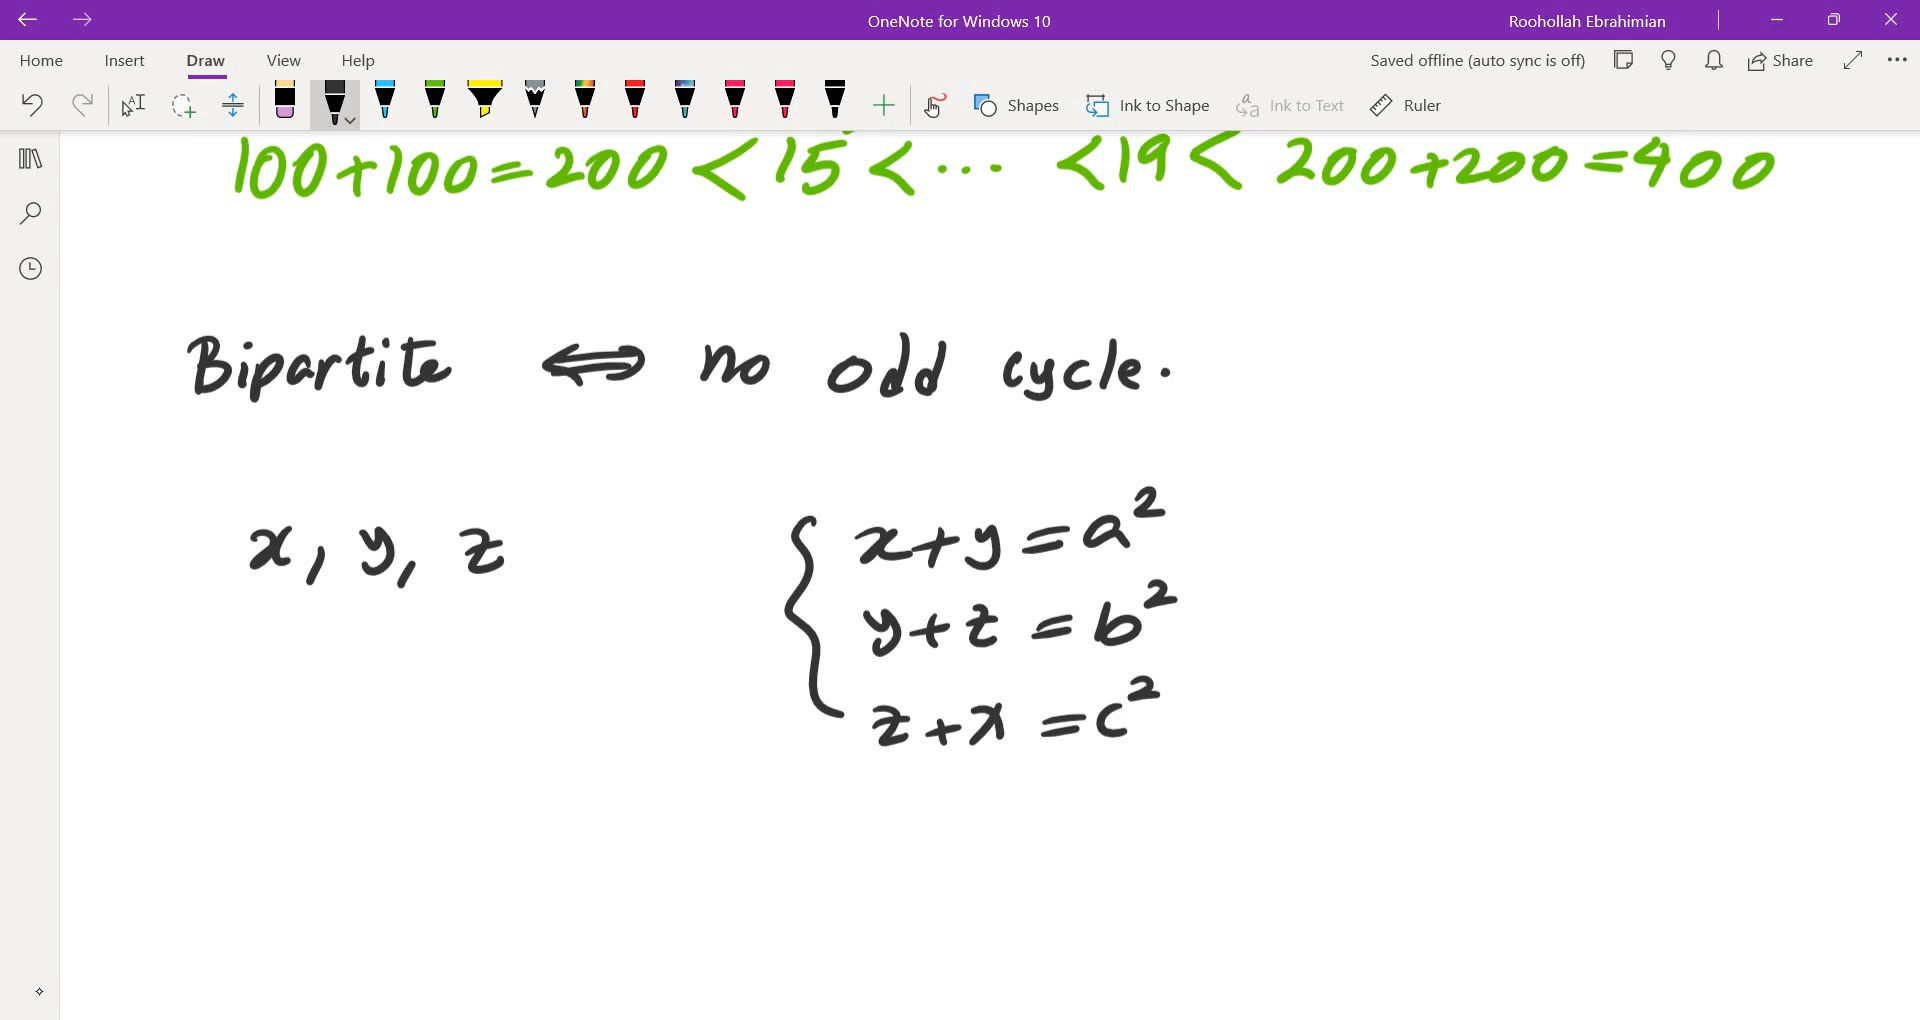 OneNote for Windows 10
Roohollah Ebrahimian
Home Insert Draw View Help
Saved offline (auto sync is off) Share
Shapes Ink to Shape Ink to Text Ruler
100+100=200 < 15 < ... < 19 < 200+200=400
Bipartite ⟺ no odd cycle.
x, y, z
x+y=a²
y+z=b²
z+x=c²